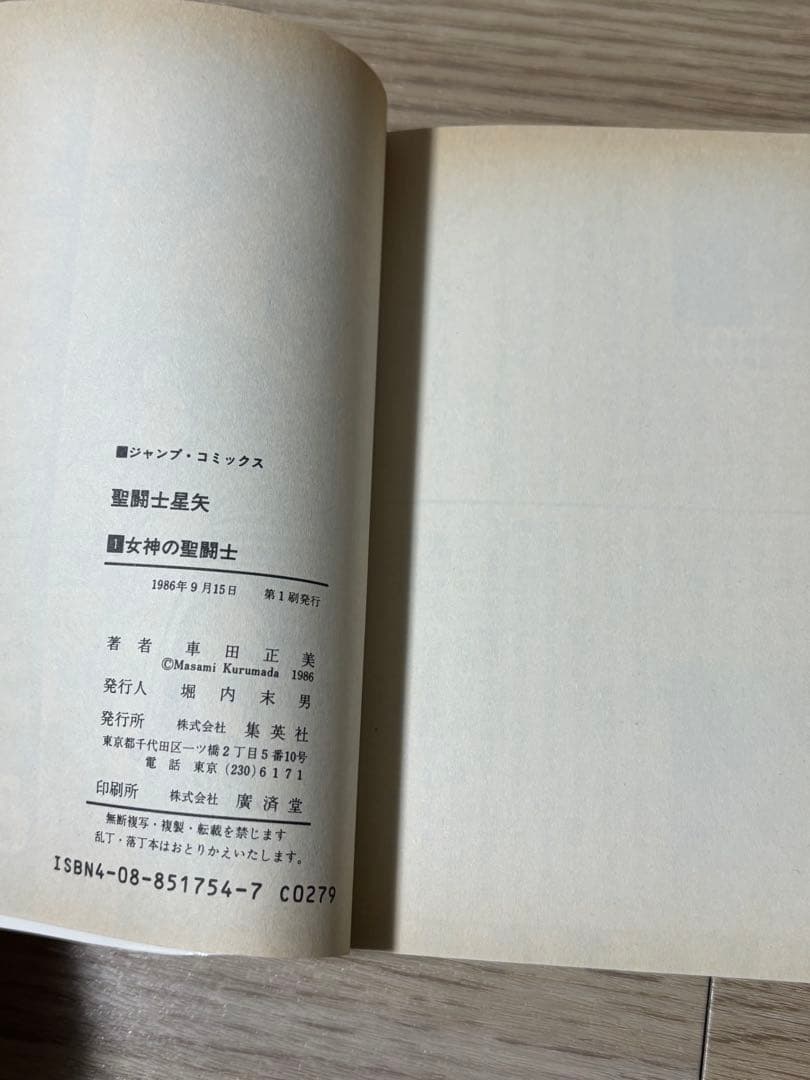 ■ジャンプ・コミックス
聖闘士星矢
1女神の聖闘士
1986年9月15日 第1刷発行
著者 車田正美
©Masami Kurumada 1986
発行人 堀内末男
発行所 株式会社 集英社
東京都千代田区一ツ橋2丁目5番10号
電話 東京(230)6171
印刷所 株式会社 廣済堂
無断複写・複製・転載を禁じます
乱丁・落丁本はおとりかえいたします。
ISBN4-08-851754-7 C0279